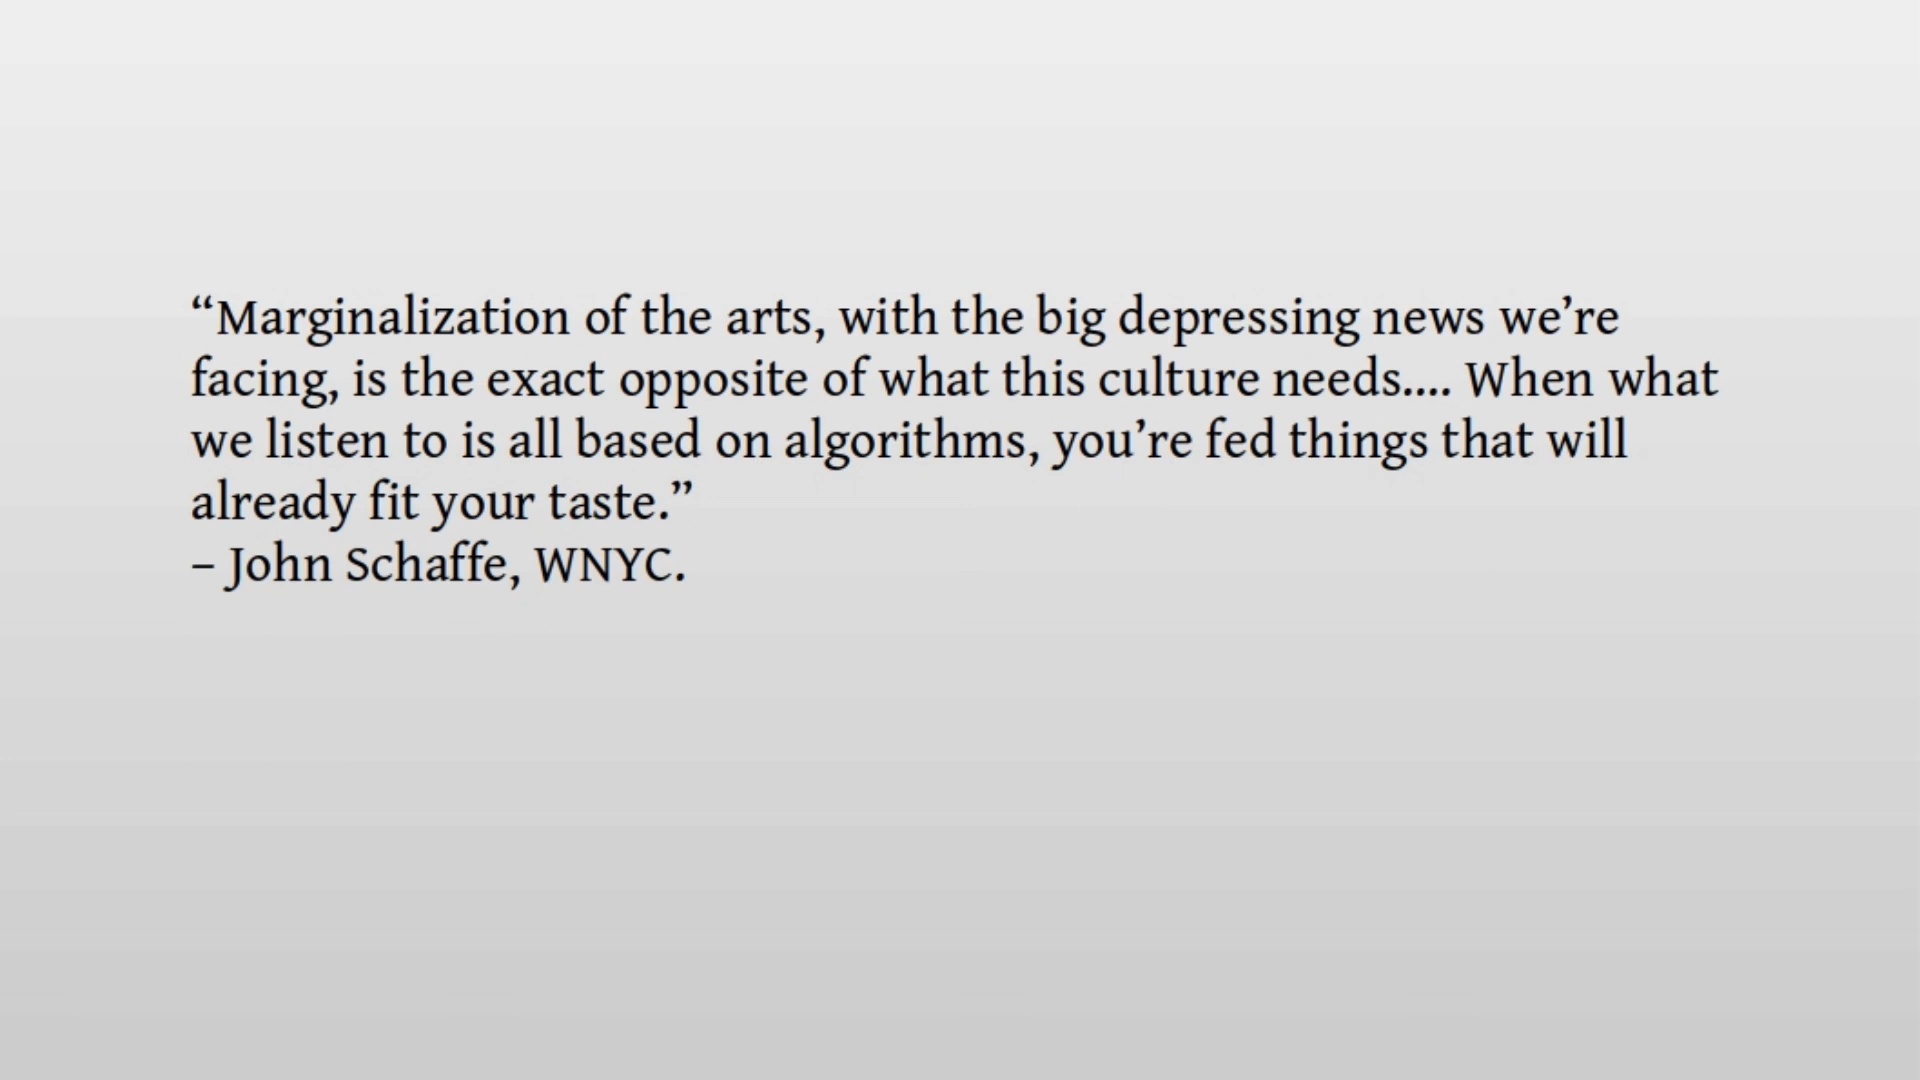 “Marginalization of the arts, with the big depressing news we’re
facing, is the exact opposite of what this culture needs.... When what
we listen to is all based on algorithms, you’re fed things that will
already fit your taste.”
– John Schaffe, WNYC.